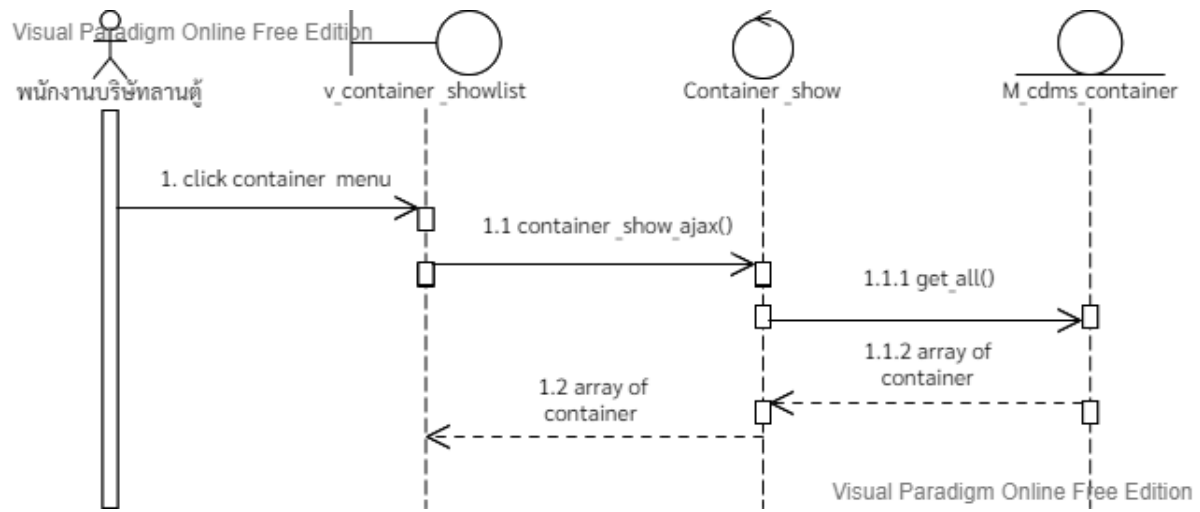 Visual Paradigm Online Free Edition
พนักงานบริษัทลานตู้
v_container_showlist
Container_show
M_cdms_container
1. click container menu
1.1 container_show_ajax()
1.1.1 get_all()
1.1.2 array of
container
1.2 array of
container
Visual Paradigm Online Free Edition